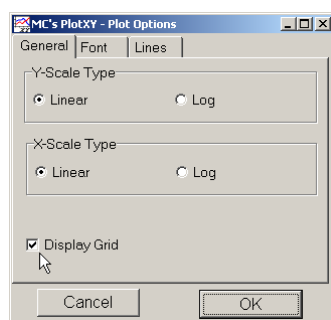 MC's PlotXY - Plot Options
General Font Lines
Y-Scale Type
Linear Log
X-Scale Type
Linear Log
Display Grid
Cancel OK